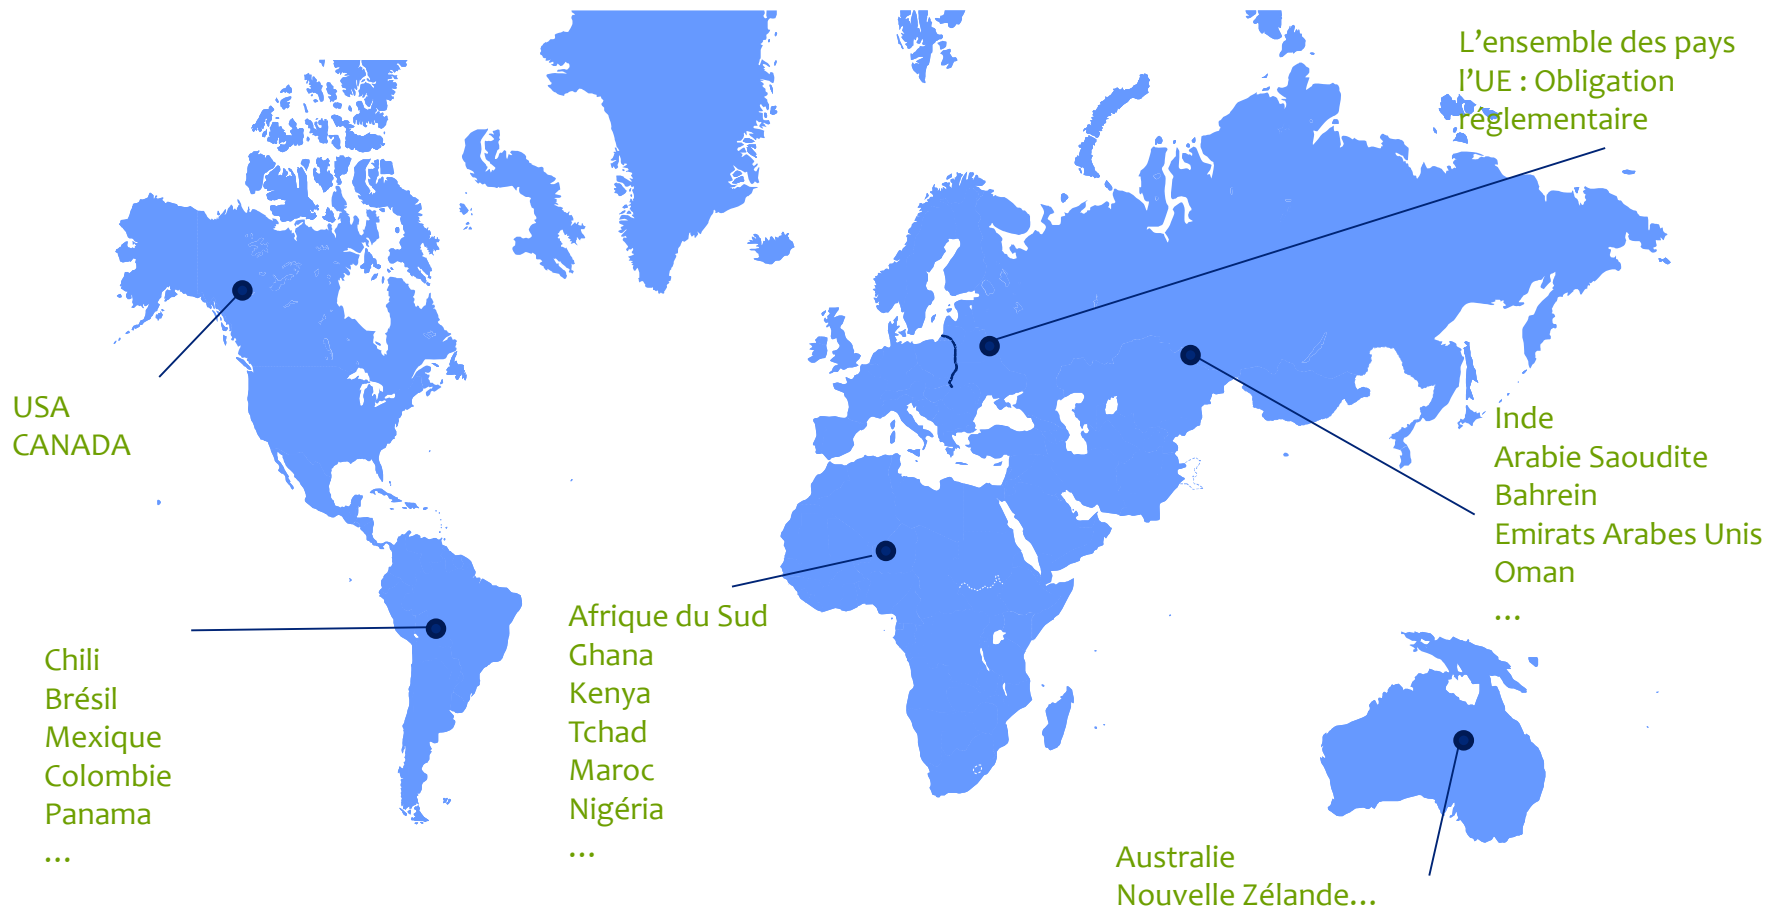 L’ensemble des pays
l’UE : Obligation
réglementaire
USA
CANADA
Inde
Arabie Saoudite
Bahrein
Emirats Arabes Unis
Oman
…
Chili
Brésil
Mexique
Colombie
Panama
…
Afrique du Sud
Ghana
Kenya
Tchad
Maroc
Nigéria
…
Australie
Nouvelle Zélande…